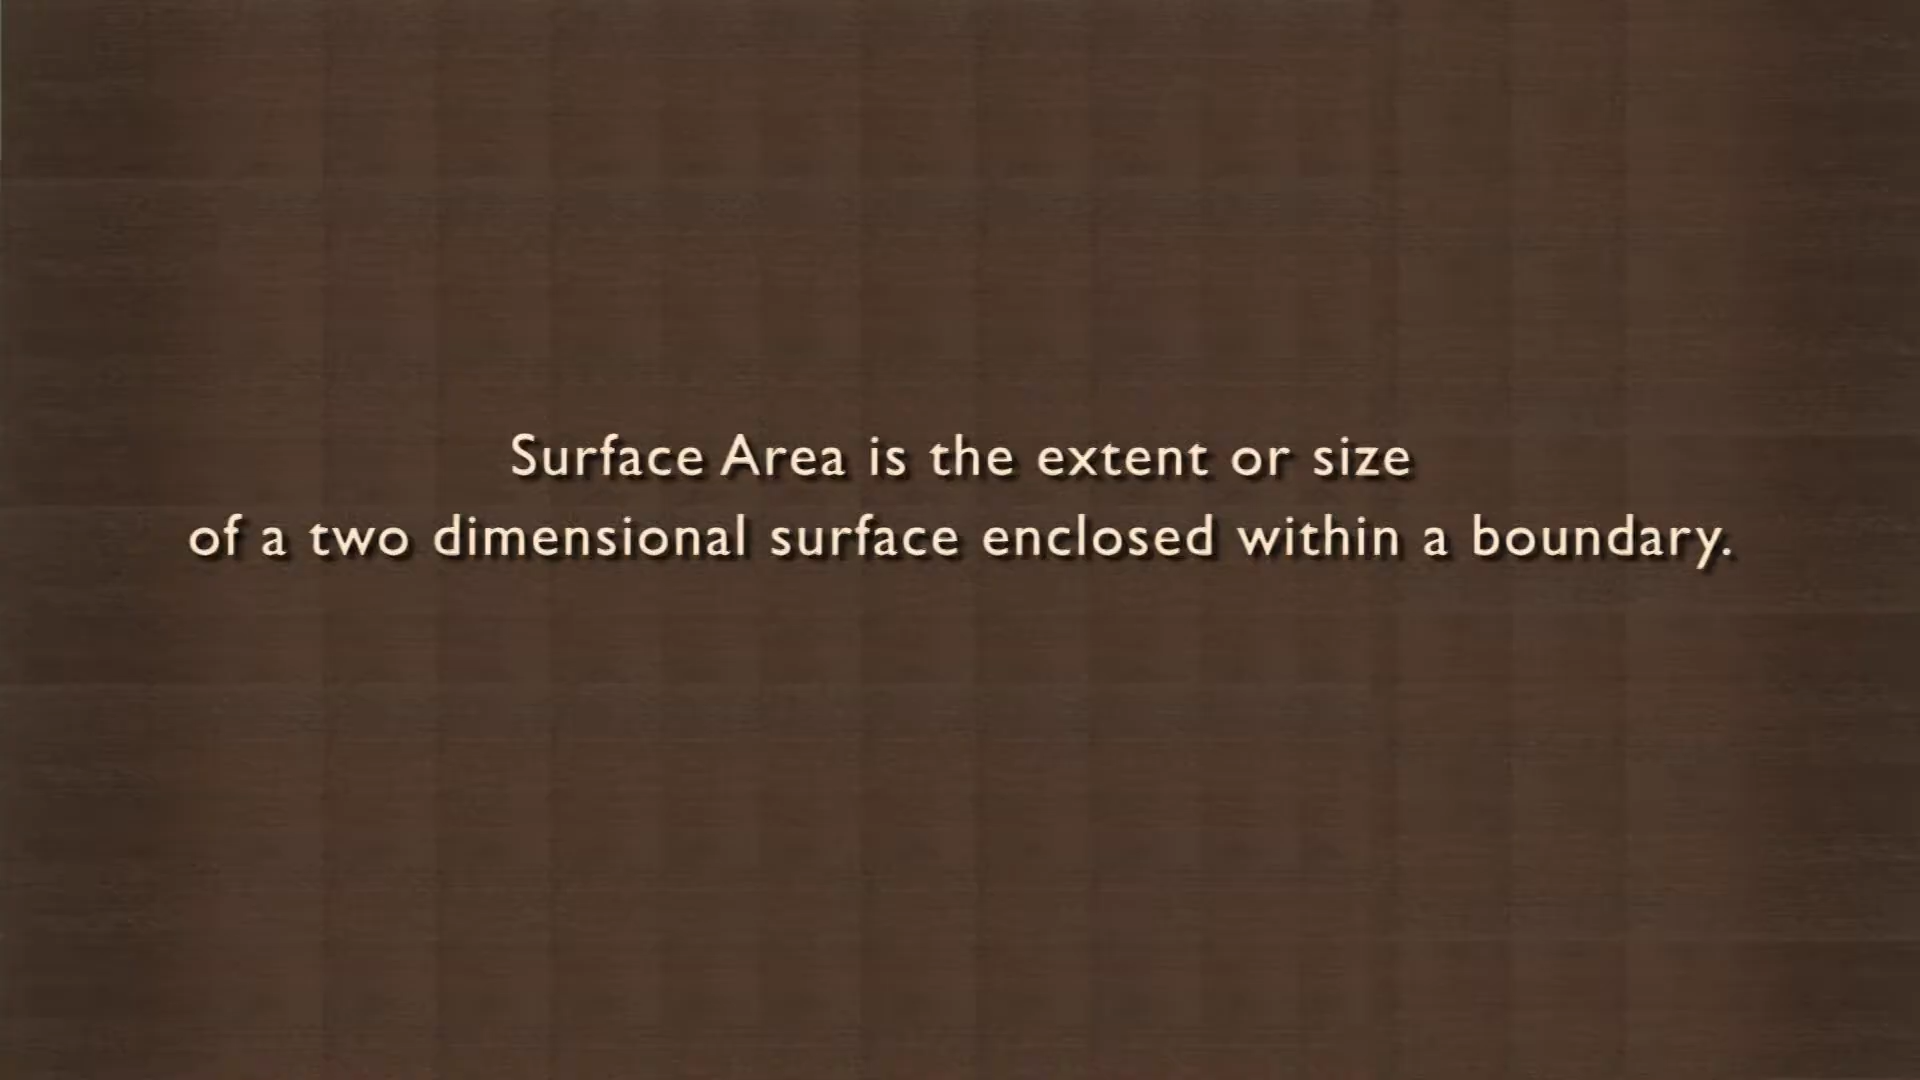 Surface Area is the extent or size
of a two dimensional surface enclosed within a boundary.